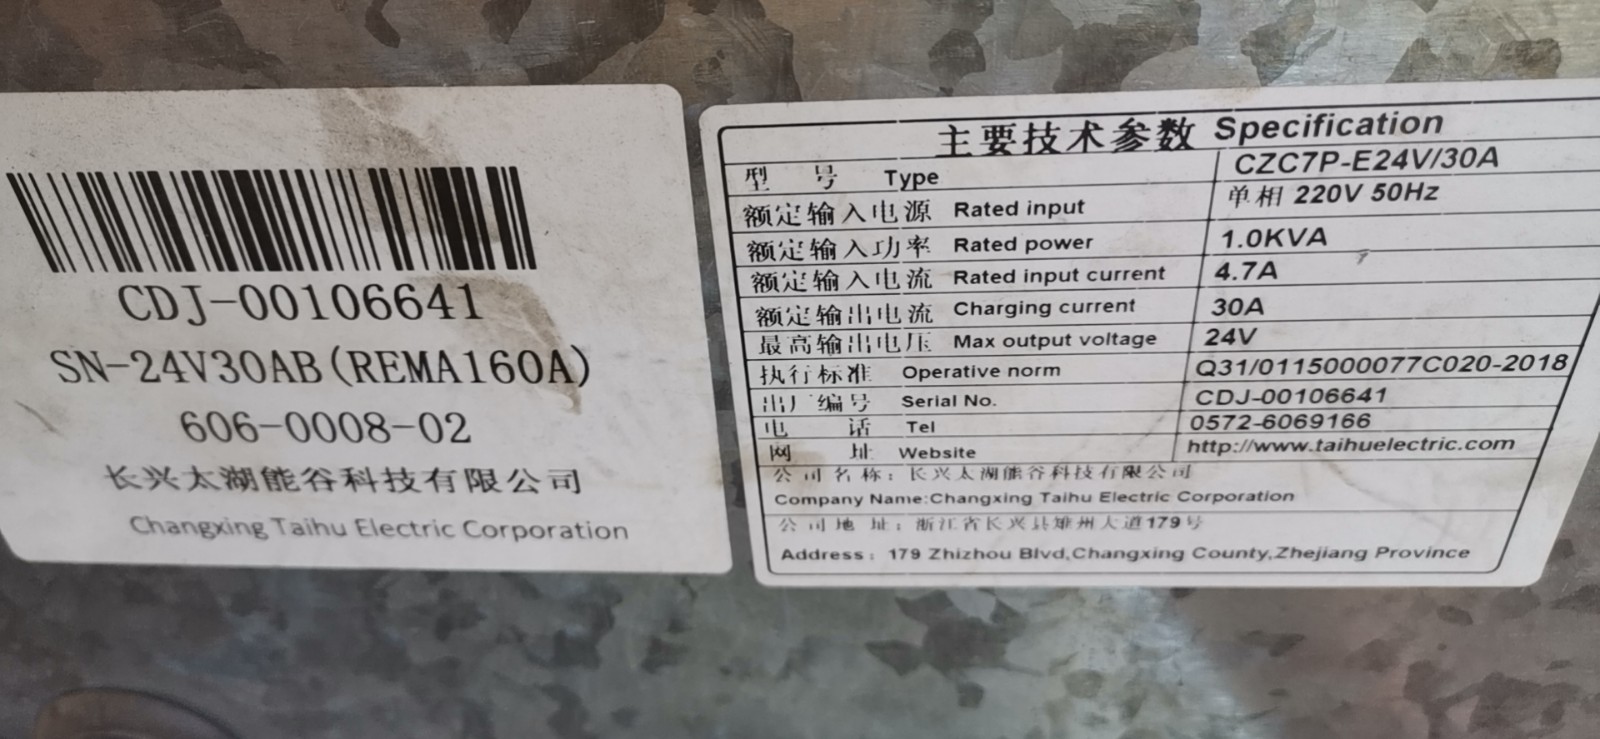 CDJ-00106641
SN-24V30AB(REMA160A)
606-0008-02
长兴太湖能谷科技有限公司
Changxing Taihu Electric Corporation
主要技术参数 Specification
型 号 Type CZC7P-E24V/30A
额定输入电源 Rated input 单相 220V 50Hz
额定输入功率 Rated power 1.0KVA
额定输入电流 Rated input current 4.7A
额定输出电流 Charging current 30A
最高输出电压 Max output voltage 24V
执行标准 Operative norm Q31/0115000077C020-2018
出厂编号 Serial No. CDJ-00106641
电 话 Tel 0572-6069166
网 址 Website http://www.taihuelectric.com
公司名称: 长兴太湖能谷科技有限公司
Company Name:Changxing Taihu Electric Corporation
公司地址: 浙江省长兴县雉州大道179号
Address: 179 Zhizhou Blvd,Changxing County,Zhejiang Province